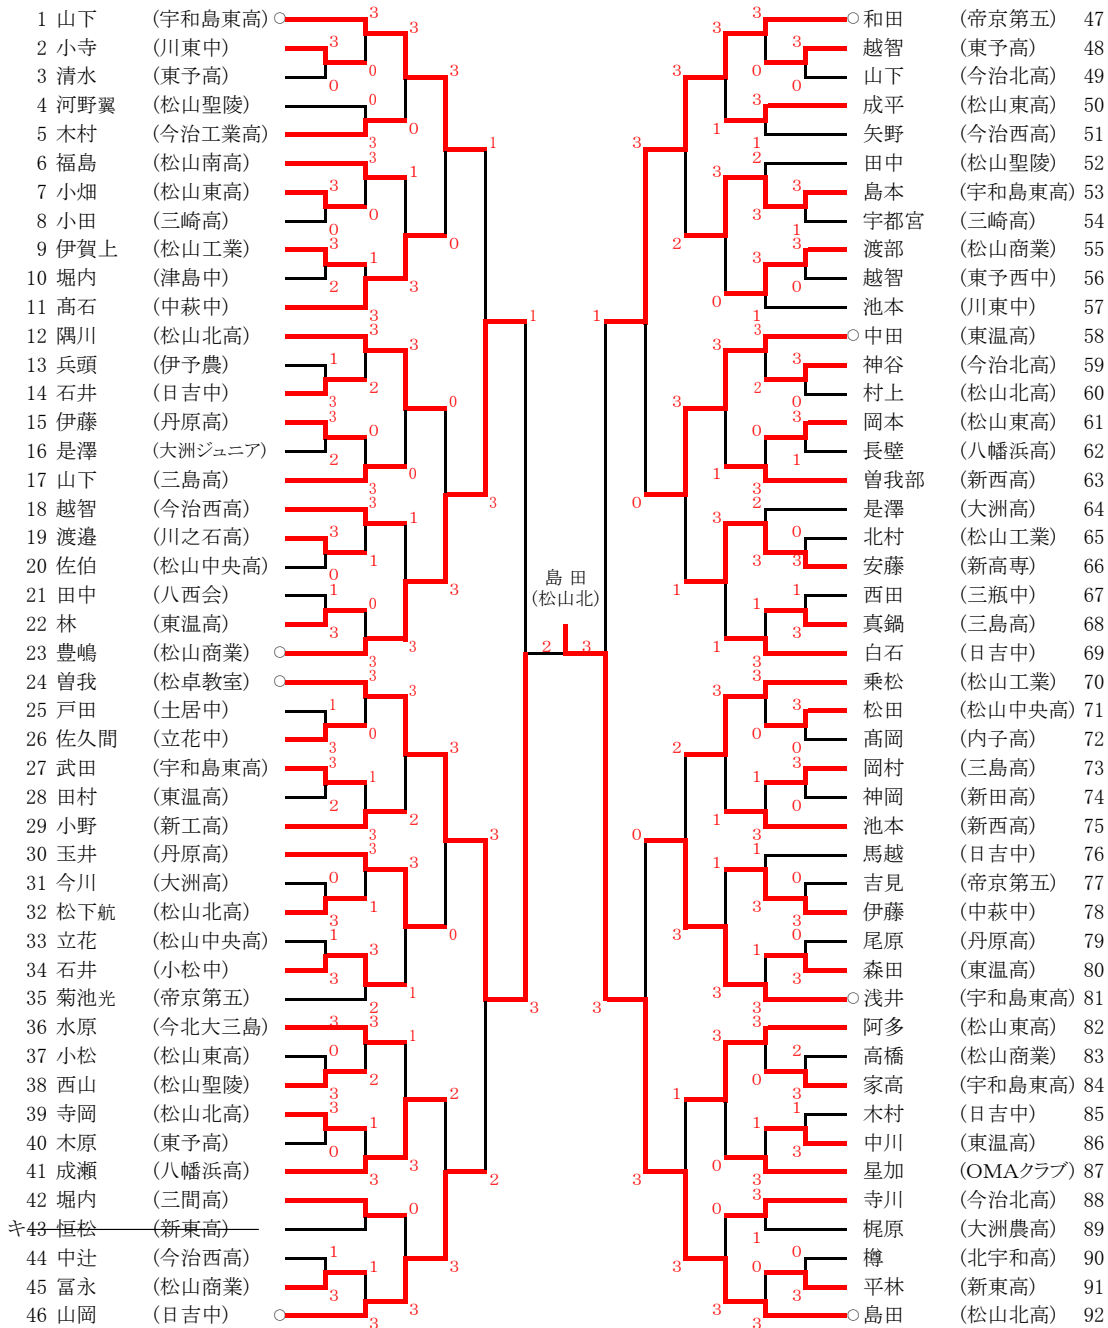 1 山下 (宇和島東高) ○
2 小寺 (川東中)
3 清水 (東予高)
4 河野翼 (松山聖陵)
5 木村 (今治工業高)
6 福島 (松山南高)
7 小畑 (松山東高)
8 小田 (三崎高)
9 伊賀上 (松山工業)
10 堀内 (津島中)
11 髙石 (中萩中)
12 隅川 (松山北高)
13 兵頭 (伊予農)
14 石井 (日吉中)
15 伊藤 (丹原高)
16 是澤 (大洲ジュニア)
17 山下 (三島高)
18 越智 (今治西高)
19 渡邉 (川之石高)
20 佐伯 (松山中央高)
21 田中 (八西会)
22 林 (東温高)
23 豊嶋 (松山商業) ○
24 曽我 (松卓教室) ○
25 戸田 (土居中)
26 佐久間 (立花中)
27 武田 (宇和島東高)
28 田村 (東温高)
29 小野 (新工高)
30 玉井 (丹原高)
31 今川 (大洲高)
32 松下航 (松山北高)
33 立花 (松山中央高)
34 石井 (小松中)
35 菊池光 (帝京第五)
36 水原 (今北大三島)
37 小松 (松山東高)
38 西山 (松山聖陵)
39 寺岡 (松山北高)
40 木原 (東予高)
41 成瀬 (八幡浜高)
42 堀内 (三間高)
キ43 恒松 (新東高)
44 中辻 (今治西高)
45 冨永 (松山商業)
46 山岡 (日吉中) ○
島田
(松山北)
2 3
○ 和田 (帝京第五) 47
越智 (東予高) 48
山下 (今治北高) 49
成平 (松山東高) 50
矢野 (今治西高) 51
田中 (松山聖陵) 52
島本 (宇和島東高) 53
宇都宮 (三崎高) 54
渡部 (松山商業) 55
越智 (東予西中) 56
池本 (川東中) 57
○ 中田 (東温高) 58
神谷 (今治北高) 59
村上 (松山北高) 60
岡本 (松山東高) 61
長壁 (八幡浜高) 62
曽我部 (新西高) 63
是澤 (大洲高) 64
北村 (松山工業) 65
安藤 (新高専) 66
西田 (三瓶中) 67
真鍋 (三島高) 68
白石 (日吉中) 69
乗松 (松山工業) 70
松田 (松山中央高) 71
髙岡 (内子高) 72
岡村 (三島高) 73
神岡 (新田高) 74
池本 (新西高) 75
馬越 (日吉中) 76
吉見 (帝京第五) 77
伊藤 (中萩中) 78
尾原 (丹原高) 79
森田 (東温高) 80
○ 浅井 (宇和島東高) 81
阿多 (松山東高) 82
高橋 (松山商業) 83
家高 (宇和島東高) 84
木村 (日吉中) 85
中川 (東温高) 86
星加 (OMAクラブ) 87
寺川 (今治北高) 88
梶原 (大洲農高) 89
樽 (北宇和高) 90
平林 (新東高) 91
○ 島田 (松山北高) 92